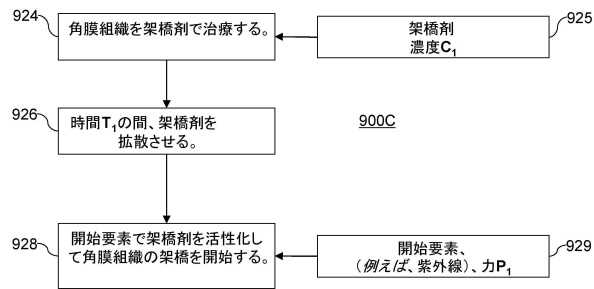 924
角膜組織を架橋剤で治療する。
架橋剤
濃度C1
925
926
時間T1の間、架橋剤を
拡散させる。
900C
928
開始要素で架橋剤を活性化し
て角膜組織の架橋を開始する。
開始要素、
（例えば、紫外線）、力P1
929